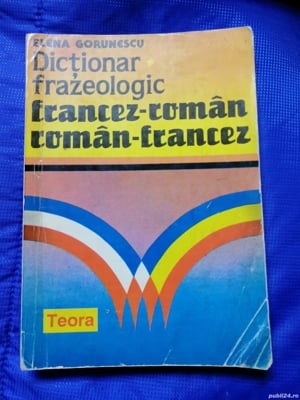 ELENA GORUNESCU
Dicționar
frazeologic
francez-român
român-francez
Teora
publi24.ro